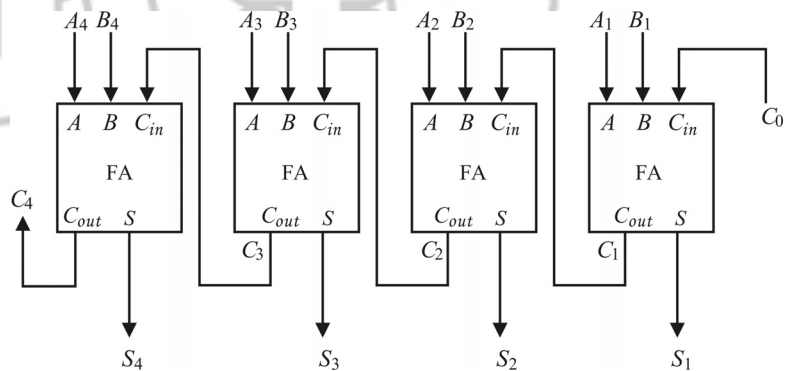 A4 B4 A3 B3 A2 B2 A1 B1
A B Cin A B Cin A B Cin A B Cin C0
FA FA FA FA
C4 Cout S Cout S Cout S Cout S
C3 C2 C1
S4 S3 S2 S1